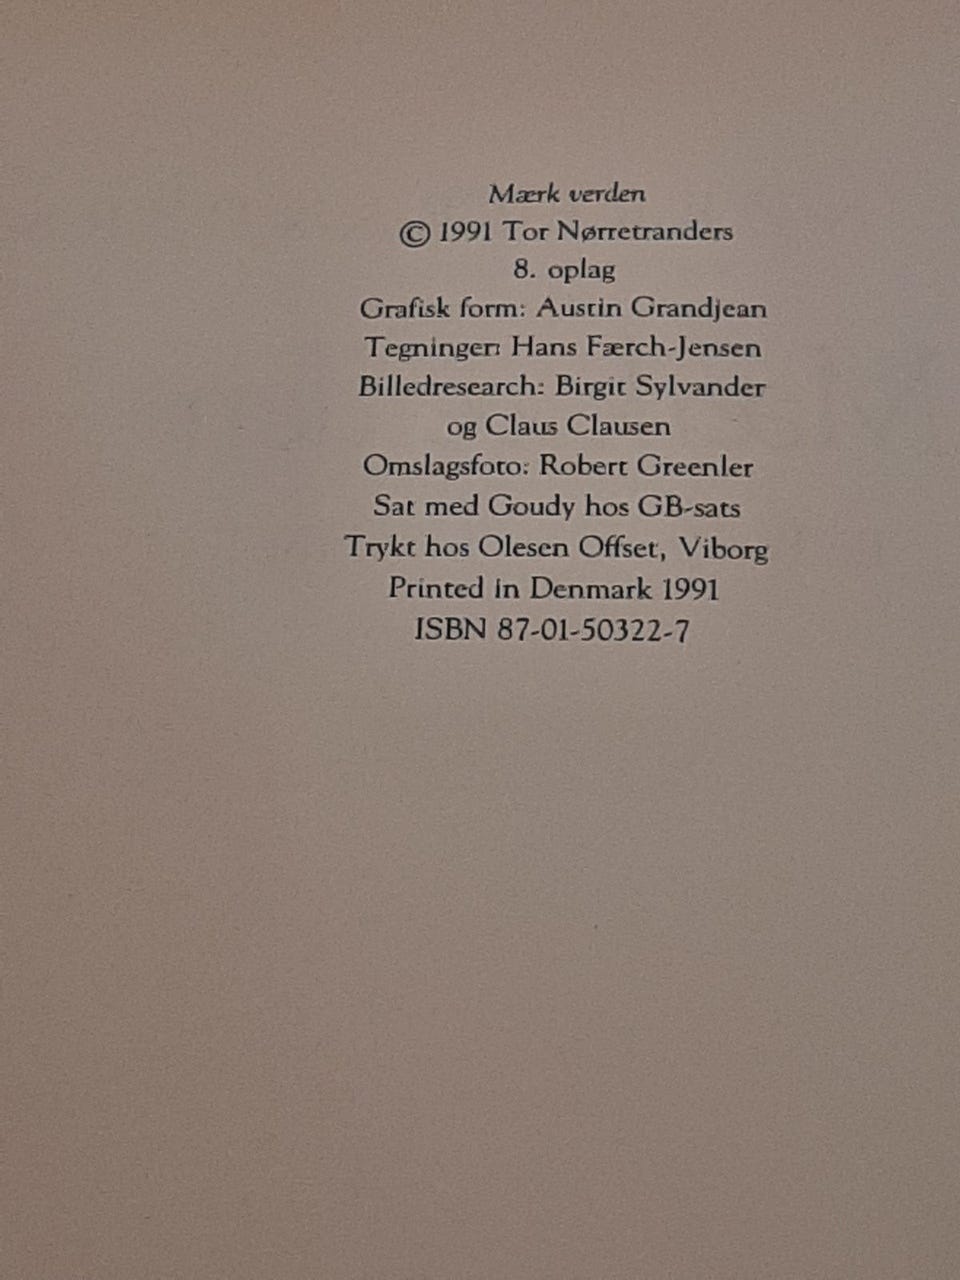 Mærk verden
© 1991 Tor Nørretranders
8. oplag
Grafisk form: Austin Grandjean
Tegninger: Hans Færch-Jensen
Billedresearch: Birgit Sylvander
og Claus Clausen
Omslagsfoto: Robert Greenler
Sat med Goudy hos GB-sats
Trykt hos Olesen Offset, Viborg
Printed in Denmark 1991
ISBN 87-01-50322-7